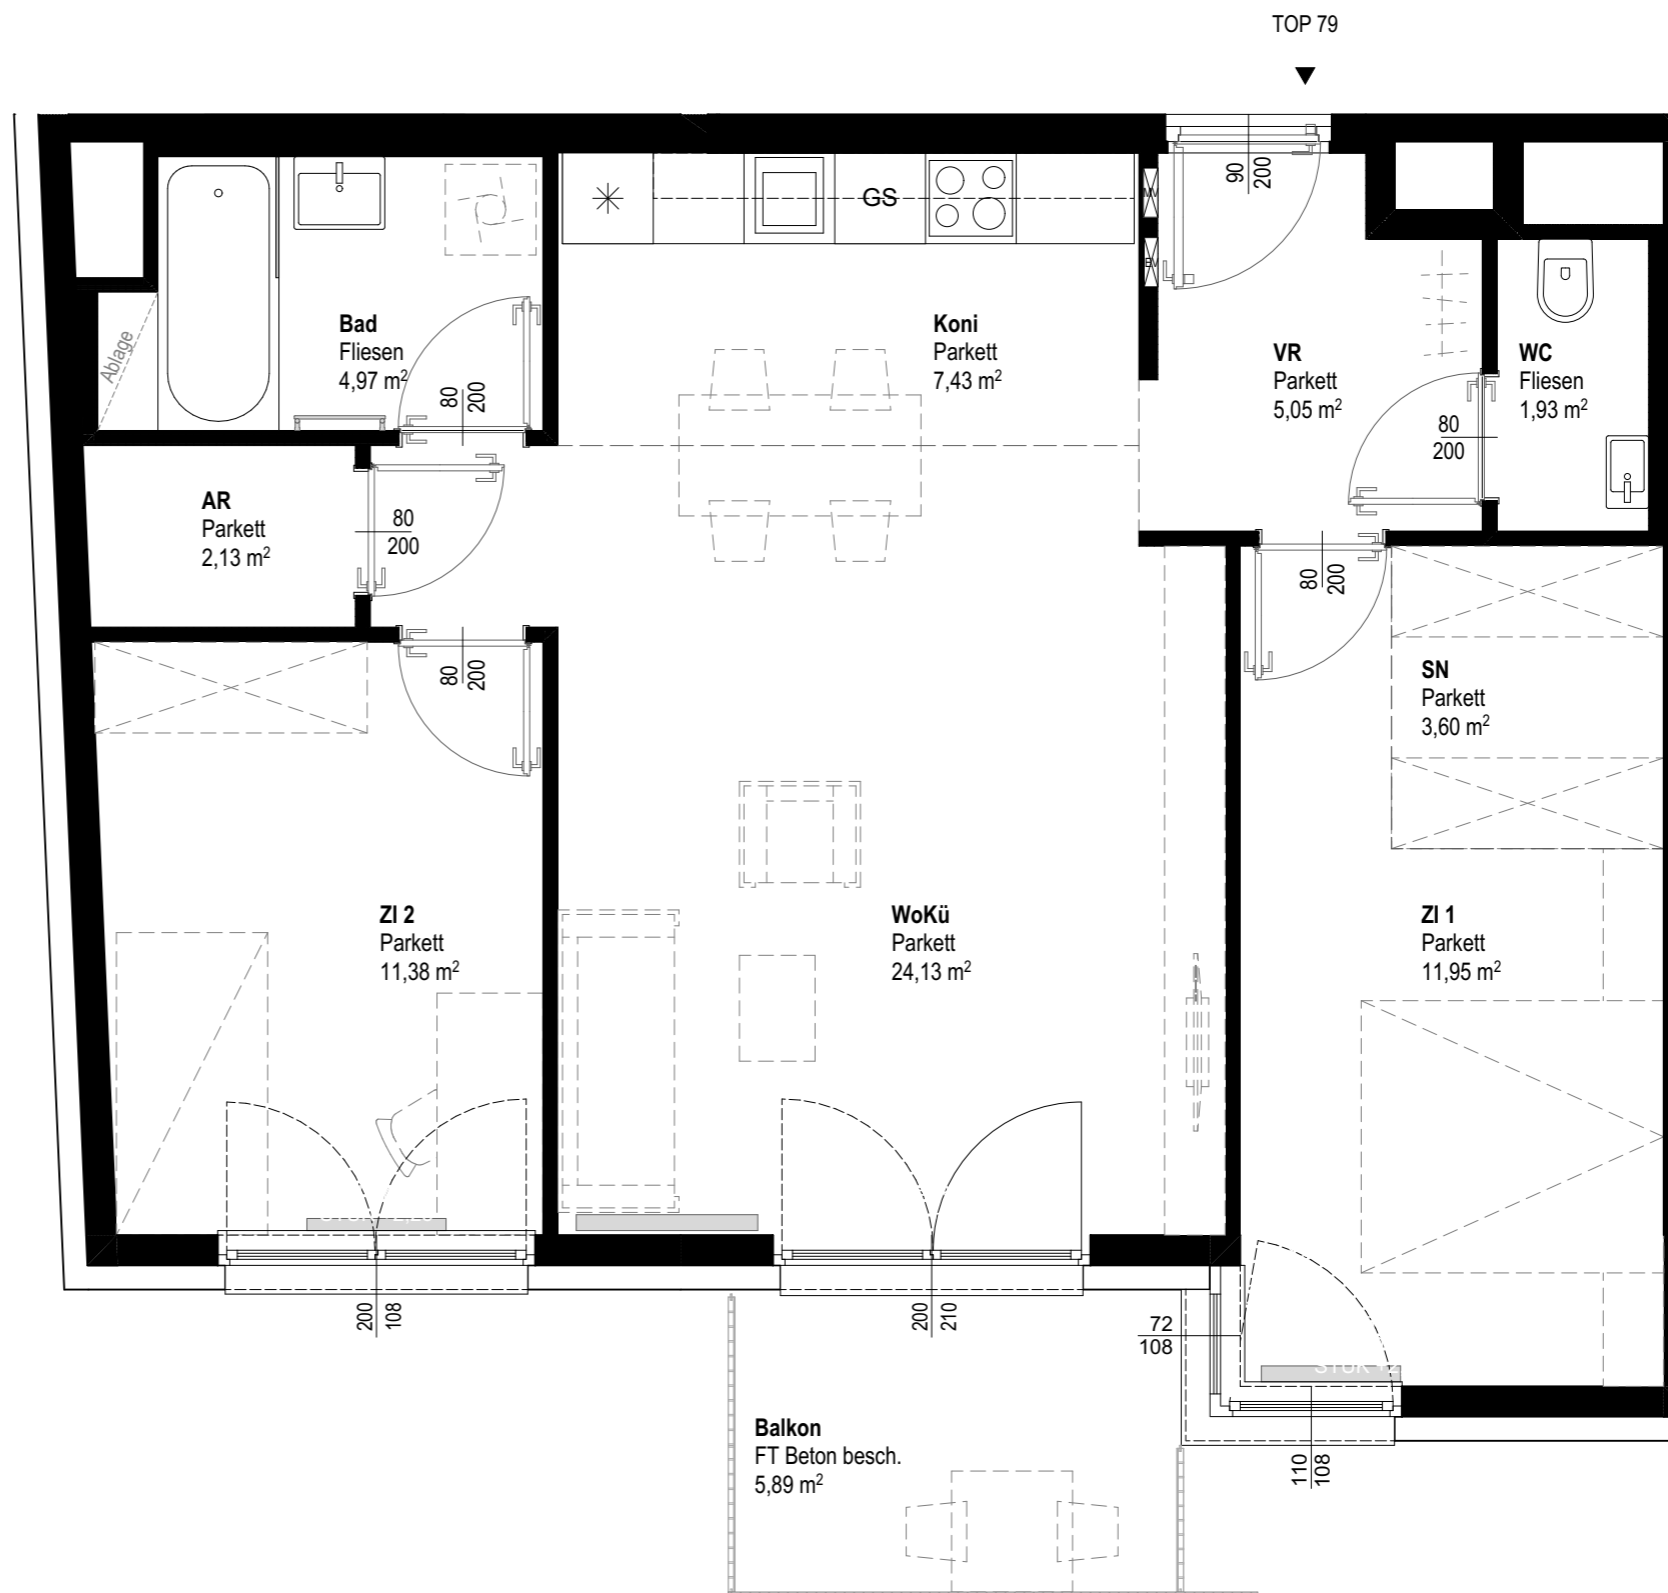 TOP 79
90
200
GS
Ablage
Bad
Fliesen
4,97 m²
80
200
Koni
Parkett
7,43 m²
VR
Parkett
5,05 m²
WC
Fliesen
1,93 m²
80
200
AR
Parkett
2,13 m²
80
200
80
200
80
200
SN
Parkett
3,60 m²
ZI 2
Parkett
11,38 m²
WoKü
Parkett
24,13 m²
ZI 1
Parkett
11,95 m²
200
108
200
210
72
108
110
108
Balkon
FT Beton besch.
5,89 m²